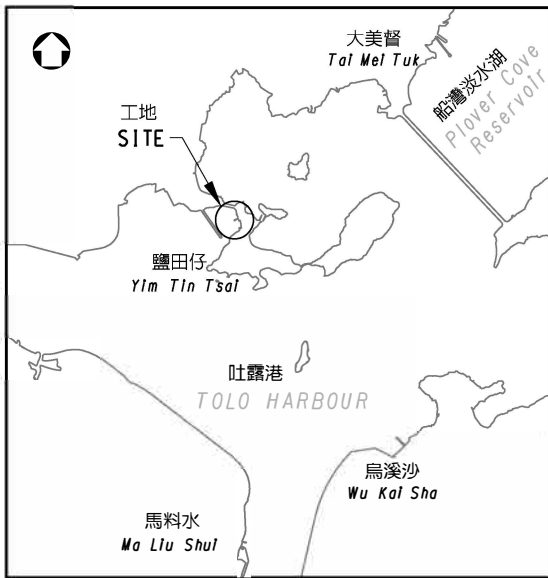 大美督
Tai Mei Tuk
船灣淡水湖
Plover Cove
Reservoir
工地
SITE
鹽田仔
Yim Tin Tsai
吐露港
TOLO HARBOUR
烏溪沙
Wu Kai Sha
馬料水
Ma Liu Shui